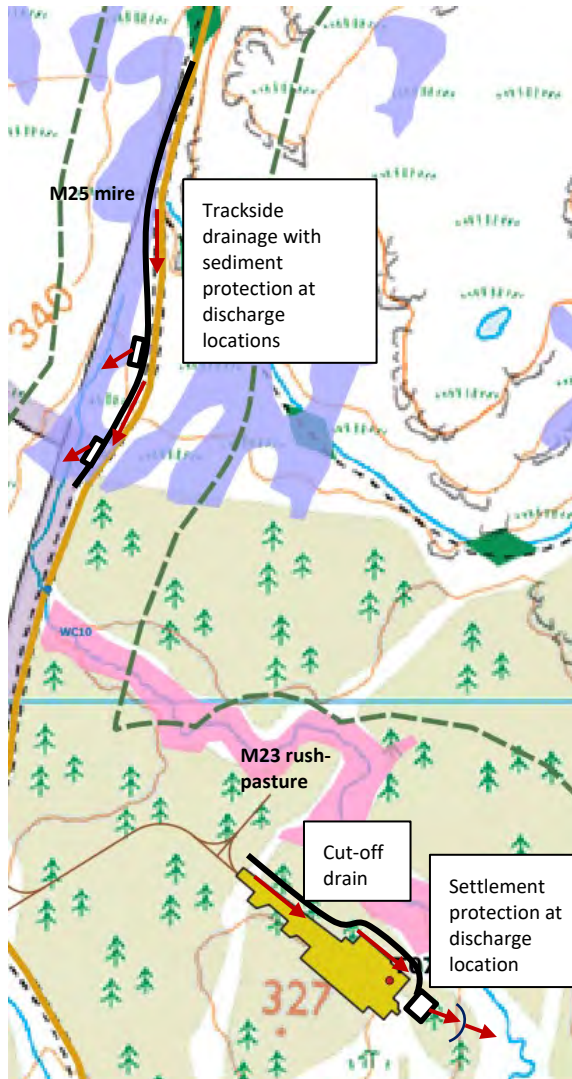 M25 mire
Trackside
drainage with
sediment
protection at
discharge
locations
340
WC10
M23 rush-
pasture
Cut-off
drain
Settlement
protection at
discharge
location
327